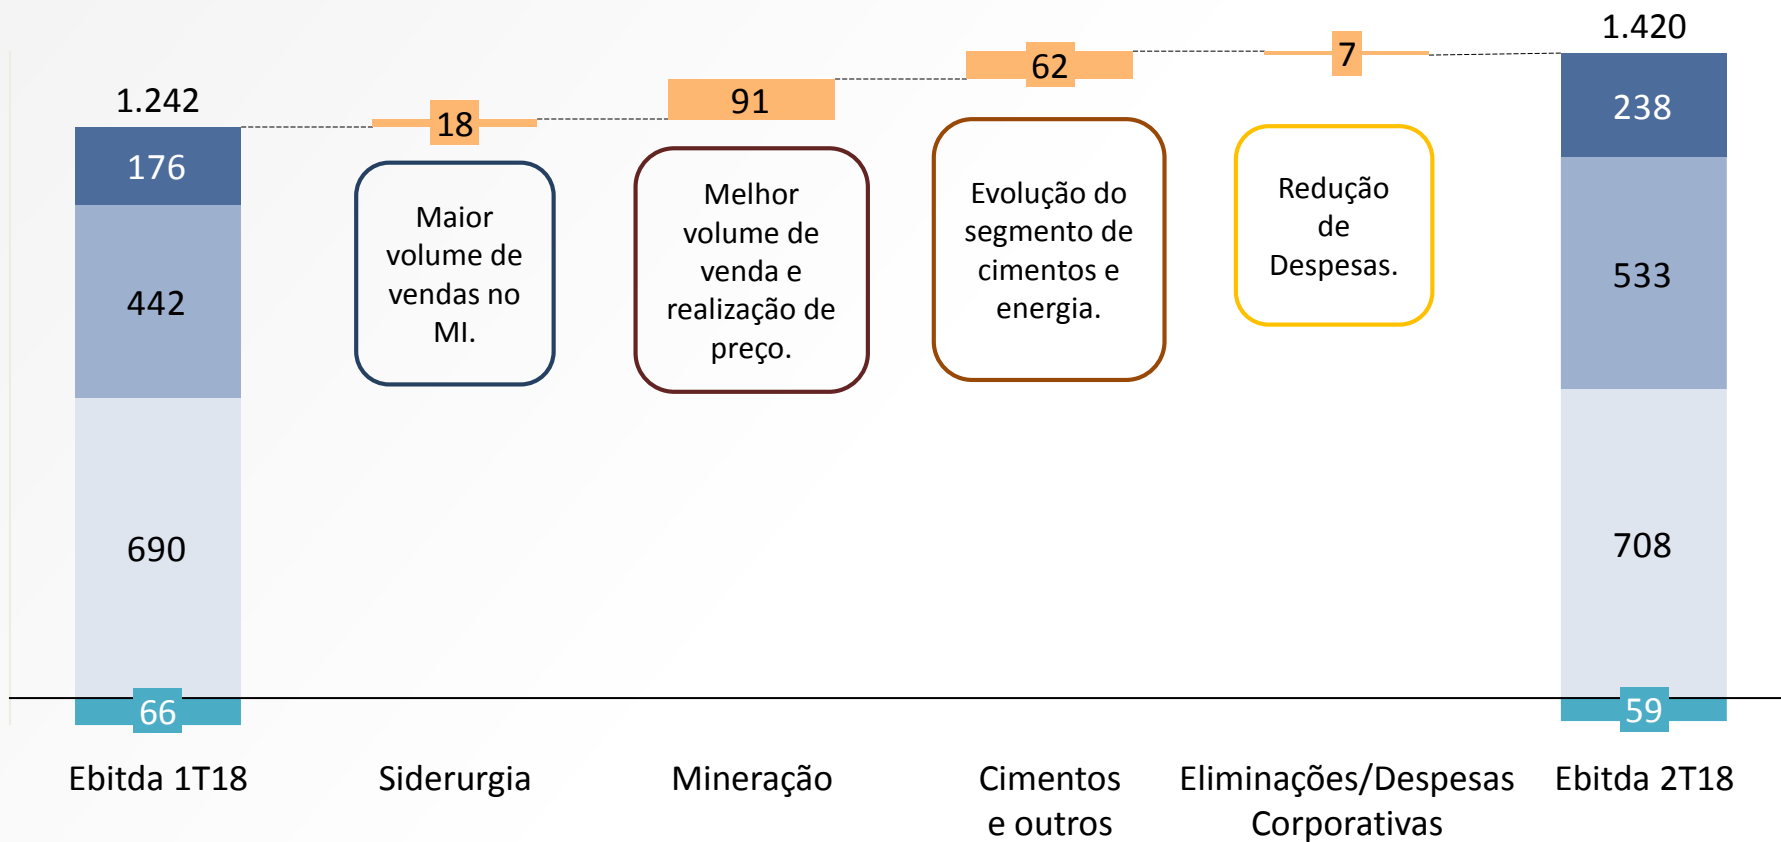 1.242
176
442
690
66
18
Maior
volume de
vendas no
MI.
91
Melhor
volume de
venda e
realização de
preço.
62
Evolução do
segmento de
cimentos e
energia.
7
Redução
de
Despesas.
1.420
238
533
708
59
Ebitda 1T18
Siderurgia
Mineração
Cimentos
e outros
Eliminações/Despesas
Corporativas
Ebitda 2T18